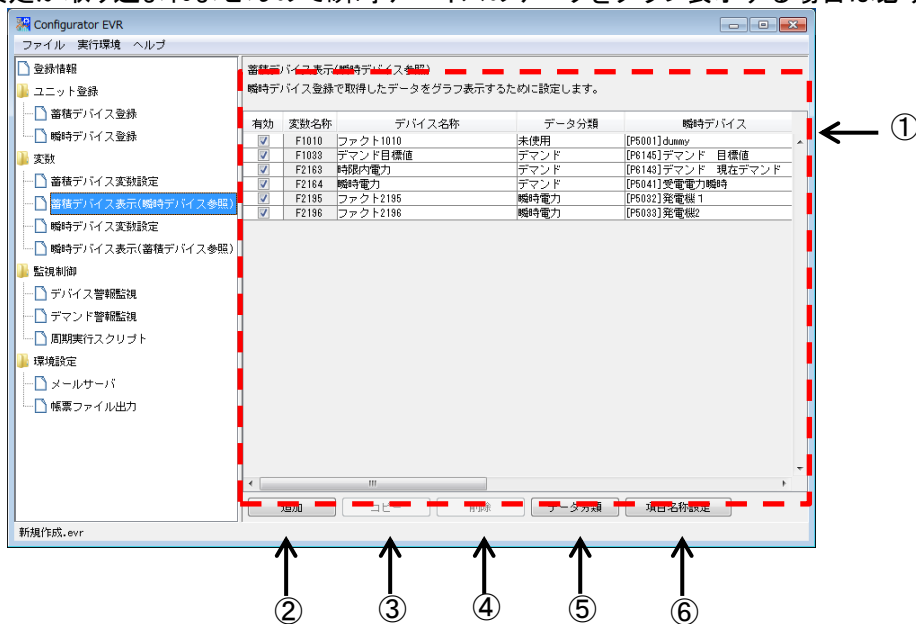 Configurator EVR
ファイル 実行環境 ヘルプ
登録情報
ユニット登録
蓄積デバイス登録
瞬時デバイス登録
変数
蓄積デバイス変数設定
蓄積デバイス表示(瞬時デバイス参照)
瞬時デバイス変数設定
瞬時デバイス表示(蓄積デバイス参照)
監視制御
デバイス警報監視
デマンド警報監視
周期実行スクリプト
環境設定
メールサーバ
帳票ファイル出力
蓄積デバイス表示(瞬時デバイス参照)
瞬時デバイス登録で取得したデータをグラフ表示するために設定します。
有効 変数名称 デバイス名称 データ分類 瞬時デバイス
F1010 ファクト1010 未使用 [P5001]dummy
F1033 デマンド目標値 デマンド [P6145]デマンド 目標値
F2163 時限内電力 デマンド [P6143]デマンド 現在デマンド
F2164 瞬時電力 デマンド [P5041]受電電力瞬時
F2195 ファクト2195 瞬時電力 [P5032]発電機1
F2196 ファクト2196 瞬時電力 [P5033]発電機2
追加 コピー 削除 データ分類 項目名称設定
新規作成.evr
①
② ③ ④ ⑤ ⑥